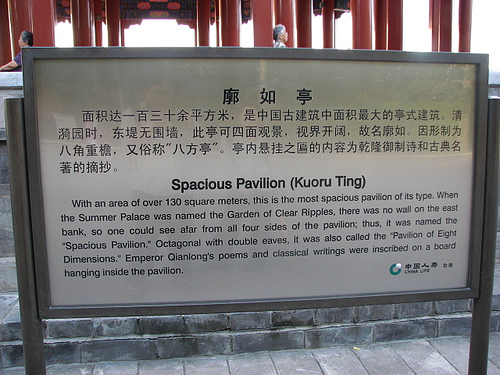 廓如亭
面积达一百三十余平方米，是中国古建筑中面积最大的亭式建筑。清
漪园时，东堤无围墙，此亭可四面观景，视界开阔，故名廓如。因形制为
八角重檐，又俗称"八方亭"。亭内悬挂之匾的内容为乾隆御制诗和古典名
著的摘抄。
Spacious Pavilion (Kuoru Ting)
With an area of over 130 square meters, this is the most spacious pavilion of its type. When
the Summer Palace was named the Garden of Clear Ripples, there was no wall on the east
bank, so one could see afar from all four sides of the pavilion; thus, it was named the
"Spacious Pavilion." Octagonal with double eaves, it was also called the "Pavilion of Eight
Dimensions." Emperor Qianlong's poems and classical writings were inscribed on a board
hanging inside the pavilion.
中国人寿
CHINA LIFE